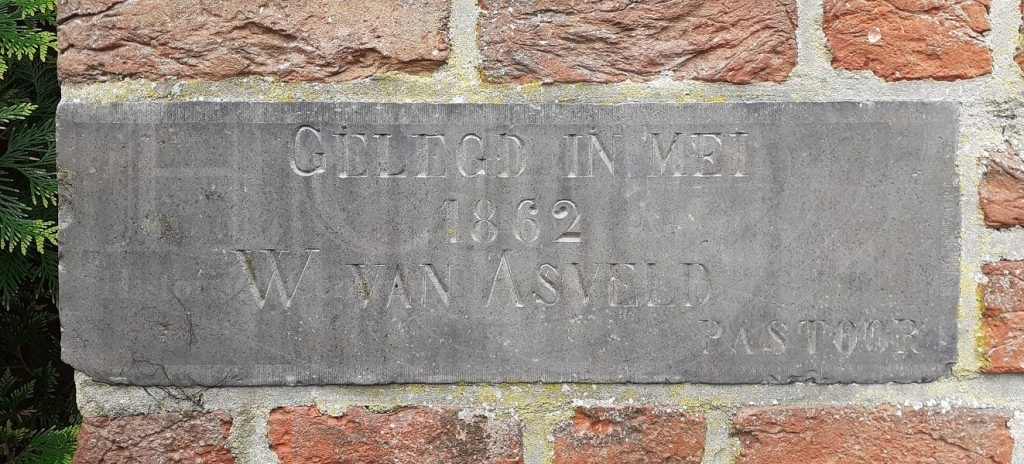 GELEGD IN MEI
1862
W VAN ASVELD
PASTOOR